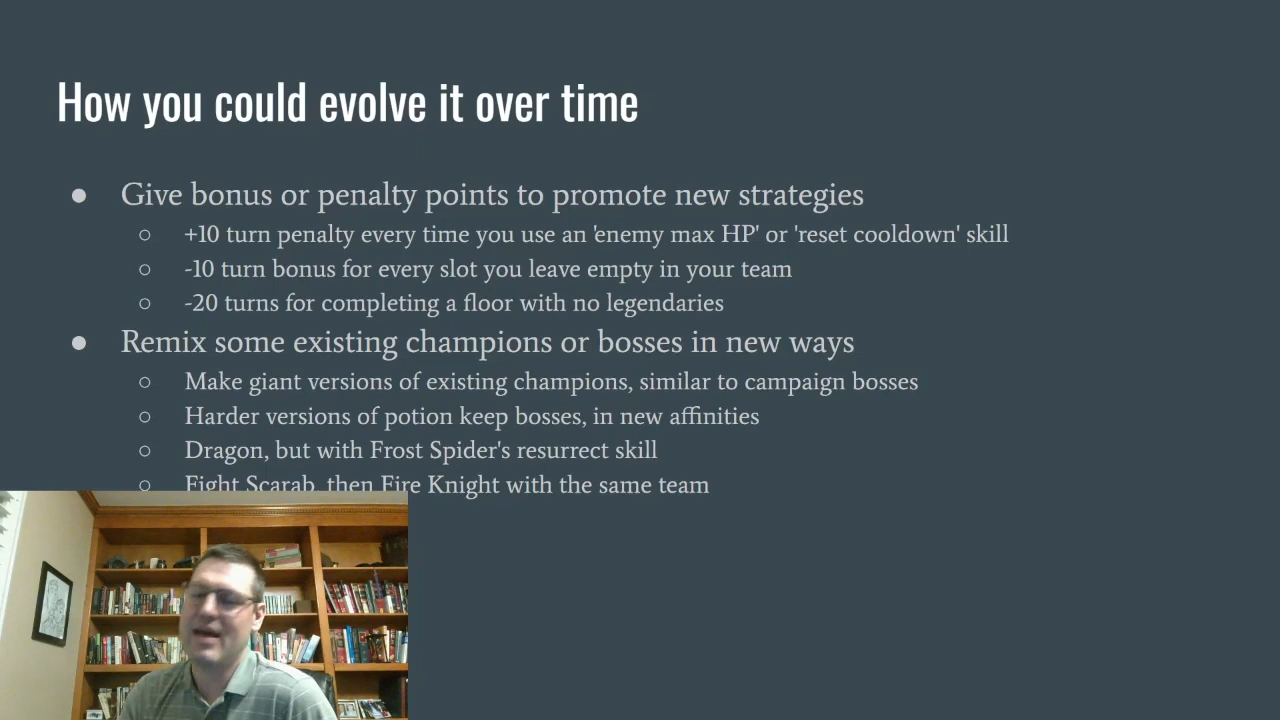 How you could evolve it over time
● Give bonus or penalty points to promote new strategies
○ +10 turn penalty every time you use an 'enemy max HP' or 'reset cooldown' skill
○ -10 turn bonus for every slot you leave empty in your team
○ -20 turns for completing a floor with no legendaries
● Remix some existing champions or bosses in new ways
○ Make giant versions of existing champions, similar to campaign bosses
○ Harder versions of potion keep bosses, in new affinities
○ Dragon, but with Frost Spider's resurrect skill
○ Fight Scarab, then Fire Knight with the same team